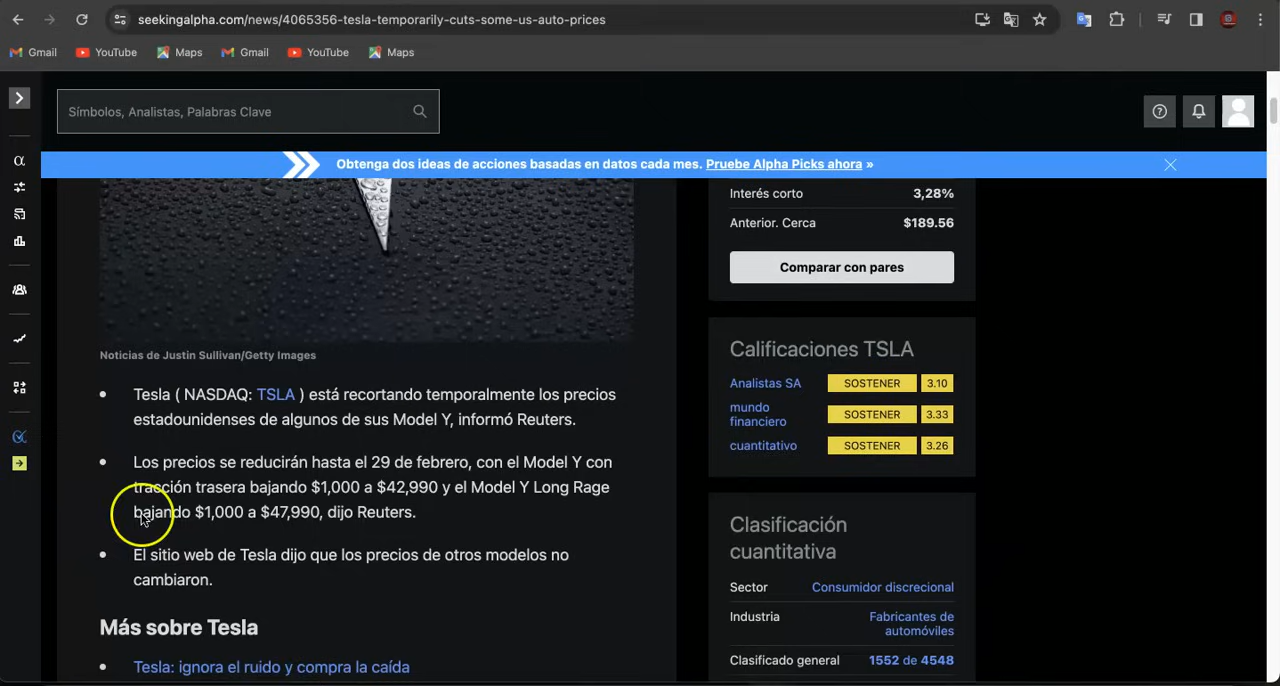 seekingalpha.com/news/4065356-tesla-temporarily-cuts-some-us-auto-prices
Gmail YouTube Maps Gmail YouTube Maps
Símbolos, Analistas, Palabras Clave
Obtenga dos ideas de acciones basadas en datos cada mes. Pruebe Alpha Picks ahora »
Interés corto 3,28%
Anterior. Cerca $189.56
Comparar con pares
Noticias de Justin Sullivan/Getty Images
Tesla ( NASDAQ: TSLA ) está recortando temporalmente los precios
estadounidenses de algunos de sus Model Y, informó Reuters.
Los precios se reducirán hasta el 29 de febrero, con el Model Y con
tracción trasera bajando $1,000 a $42,990 y el Model Y Long Rage
bajando $1,000 a $47,990, dijo Reuters.
El sitio web de Tesla dijo que los precios de otros modelos no
cambiaron.
Más sobre Tesla
Tesla: ignora el ruido y compra la caída
Calificaciones TSLA
Analistas SA SOSTENER 3.10
mundo
financiero SOSTENER 3.33
cuantitativo SOSTENER 3.26
Clasificación
cuantitativa
Sector Consumidor discrecional
Industria Fabricantes de
automóviles
Clasificado general 1552 de 4548